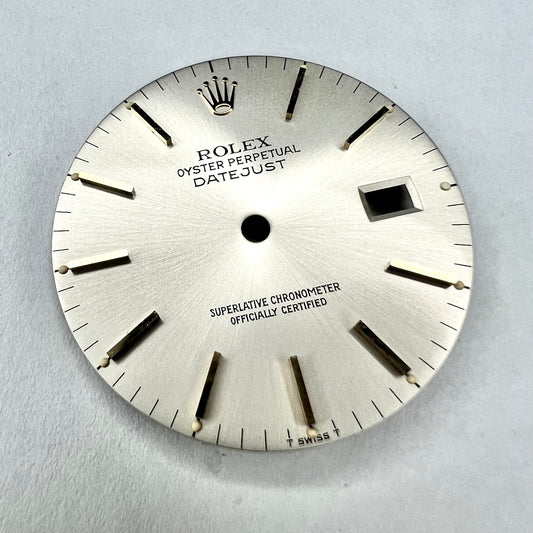 ROLEX
OYSTER PERPETUAL
DATEJUST
SUPERLATIVE CHRONOMETER
OFFICIALLY CERTIFIED
T SWISS T